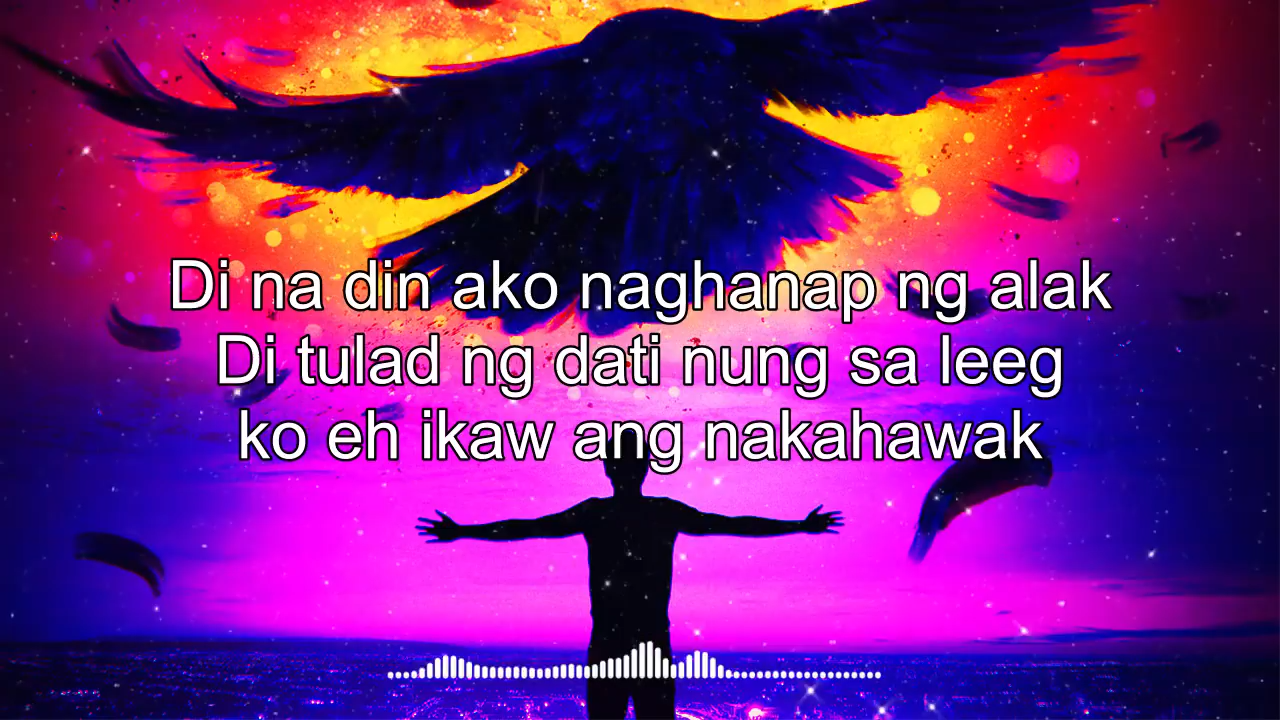 Di na din ako naghanap ng alak
Di tulad ng dati nung sa leeg
ko eh ikaw ang nakahawak